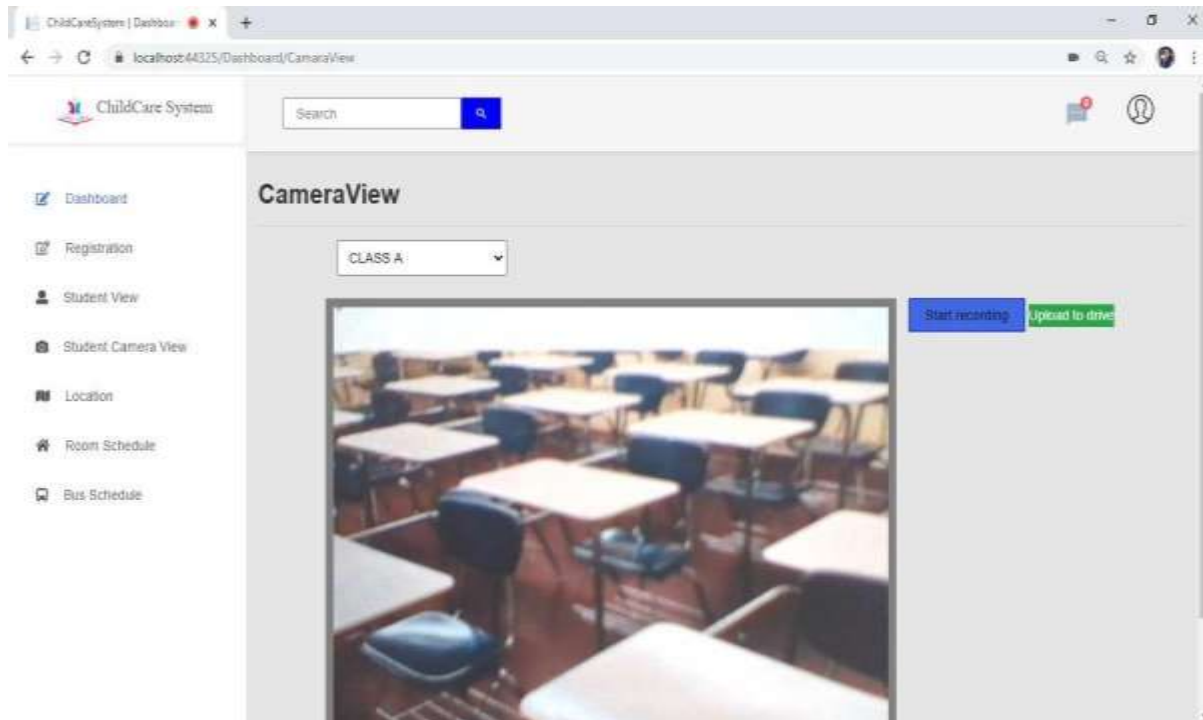 ChildCareSystem | Dashboar
localhost:44325/Dashboard/CamaraView
ChildCare System
Search
Dashboard
Registration
Student View
Student Camera View
Location
Room Schedule
Bus Schedule
CameraView
CLASS A
Start recording
Upload to drive